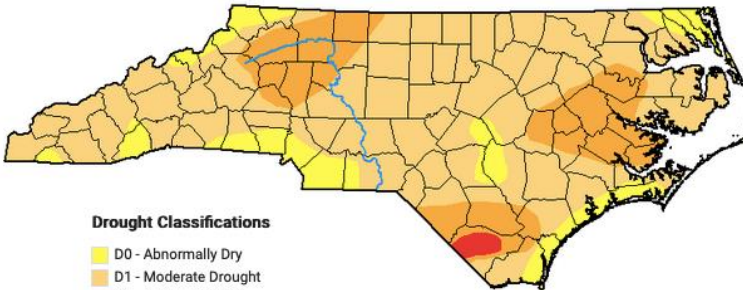 Drought Classifications
D0 - Abnormally Dry
D1 - Moderate Drought